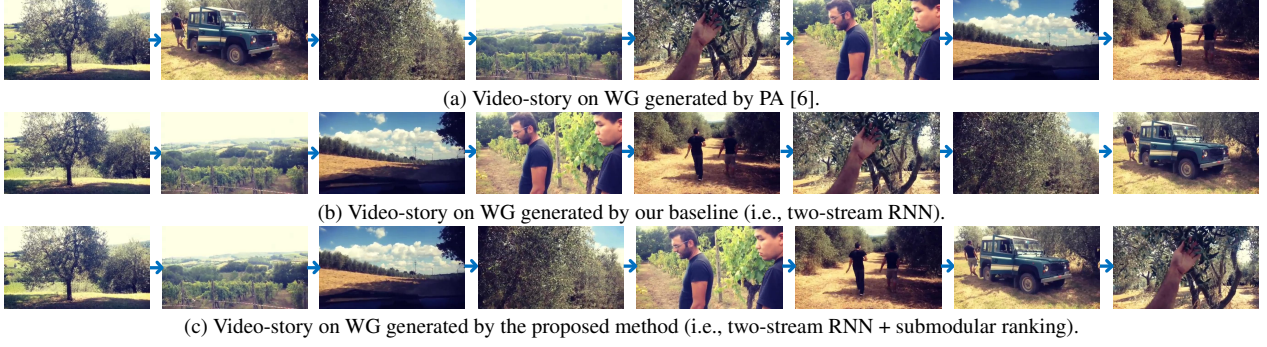 (a) Video-story on WG generated by PA [6].
(b) Video-story on WG generated by our baseline (i.e., two-stream RNN).
(c) Video-story on WG generated by the proposed method (i.e., two-stream RNN + submodular ranking).